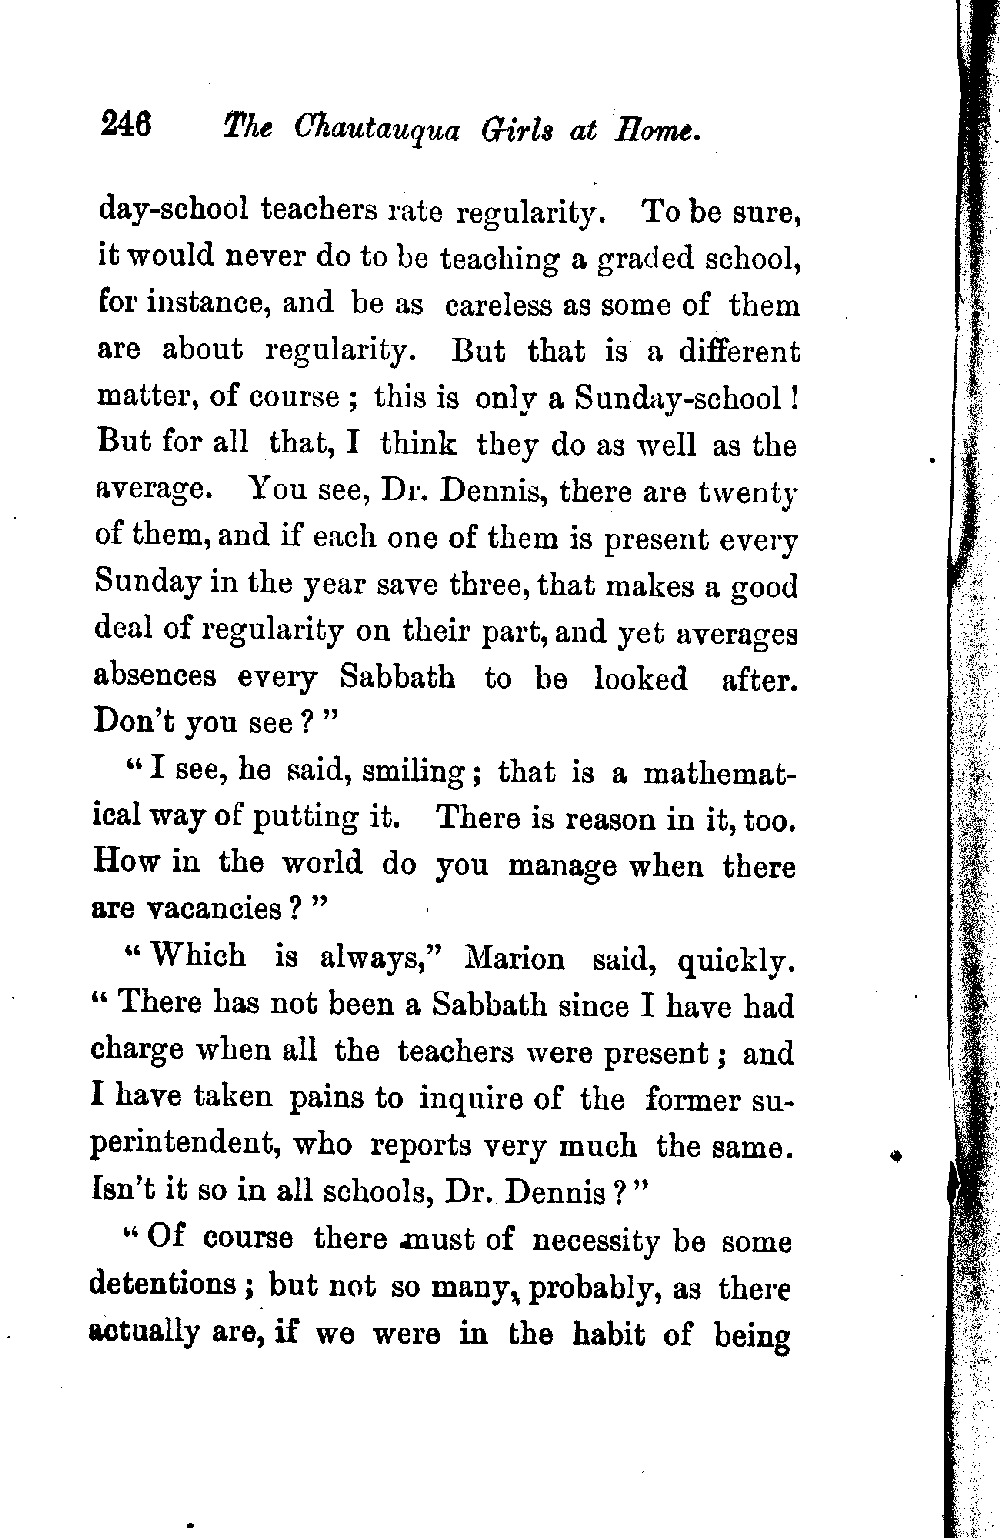 246 The Chautauqua Girls at Home.
day-school teachers rate regularity. To be sure,
it would never do to be teaching a graded school,
for instance, and be as careless as some of them
are about regularity. But that is a different
matter, of course ; this is only a Sunday-school !
But for all that, I think they do as well as the
average. You see, Dr. Dennis, there are twenty
of them, and if each one of them is present every
Sunday in the year save three, that makes a good
deal of regularity on their part, and yet averages
absences every Sabbath to be looked after.
Don't you see ? ”
“ I see, he said, smiling ; that is a mathemat-
ical way of putting it. There is reason in it, too.
How in the world do you manage when there
are vacancies ? ”
“ Which is always,” Marion said, quickly.
“ There has not been a Sabbath since I have had
charge when all the teachers were present ; and
I have taken pains to inquire of the former su-
perintendent, who reports very much the same.
Isn't it so in all schools, Dr. Dennis ? ”
“ Of course there must of necessity be some
detentions ; but not so many, probably, as there
actually are, if we were in the habit of being